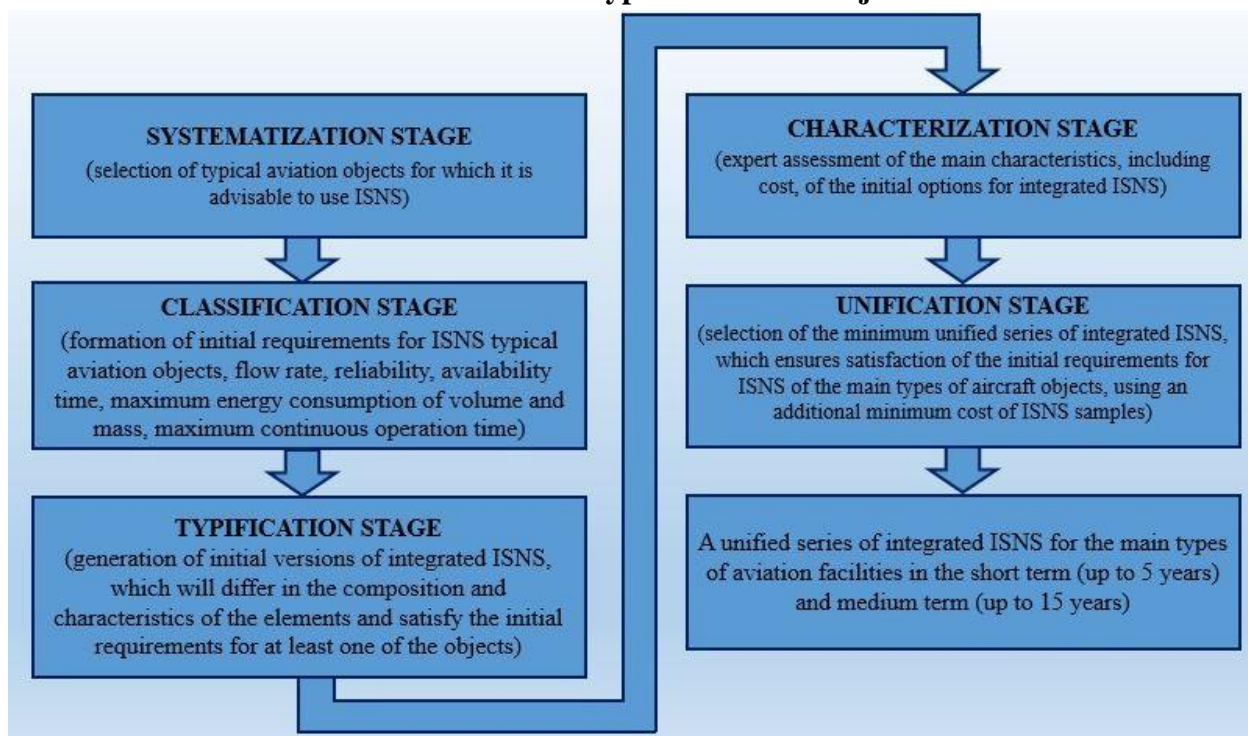 SYSTEMATIZATION STAGE
(selection of typical aviation objects for which it is
advisable to use ISNS)
CLASSIFICATION STAGE
(formation of initial requirements for ISNS typical
aviation objects, flow rate, reliability, availability
time, maximum energy consumption of volume and
mass, maximum continuous operation time)
TYPIFICATION STAGE
(generation of initial versions of integrated ISNS,
which will differ in the composition and
characteristics of the elements and satisfy the initial
requirements for at least one of the objects)
CHARACTERIZATION STAGE
(expert assessment of the main characteristics, including
cost, of the initial options for integrated ISNS)
UNIFICATION STAGE
(selection of the minimum unified series of integrated ISNS,
which ensures satisfaction of the initial requirements for
ISNS of the main types of aircraft objects, using an
additional minimum cost of ISNS samples)
A unified series of integrated ISNS for the main types
of aviation facilities in the short term (up to 5 years)
and medium term (up to 15 years)